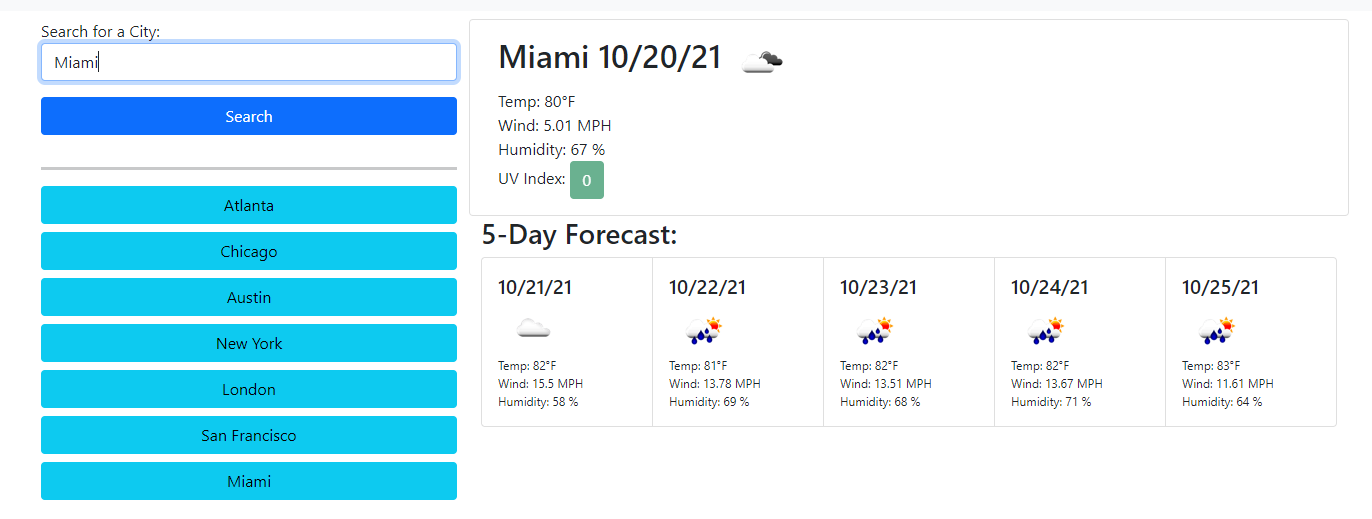 Search for a City:
Miami
Search
Atlanta
Chicago
Austin
New York
London
San Francisco
Miami
Miami 10/20/21
Temp: 80°F
Wind: 5.01 MPH
Humidity: 67 %
UV Index: 0
5-Day Forecast:
10/21/21
Temp: 82°F
Wind: 15.5 MPH
Humidity: 58 %
10/22/21
Temp: 81°F
Wind: 13.78 MPH
Humidity: 69 %
10/23/21
Temp: 82°F
Wind: 13.51 MPH
Humidity: 68 %
10/24/21
Temp: 82°F
Wind: 13.67 MPH
Humidity: 71 %
10/25/21
Temp: 83°F
Wind: 11.61 MPH
Humidity: 64 %